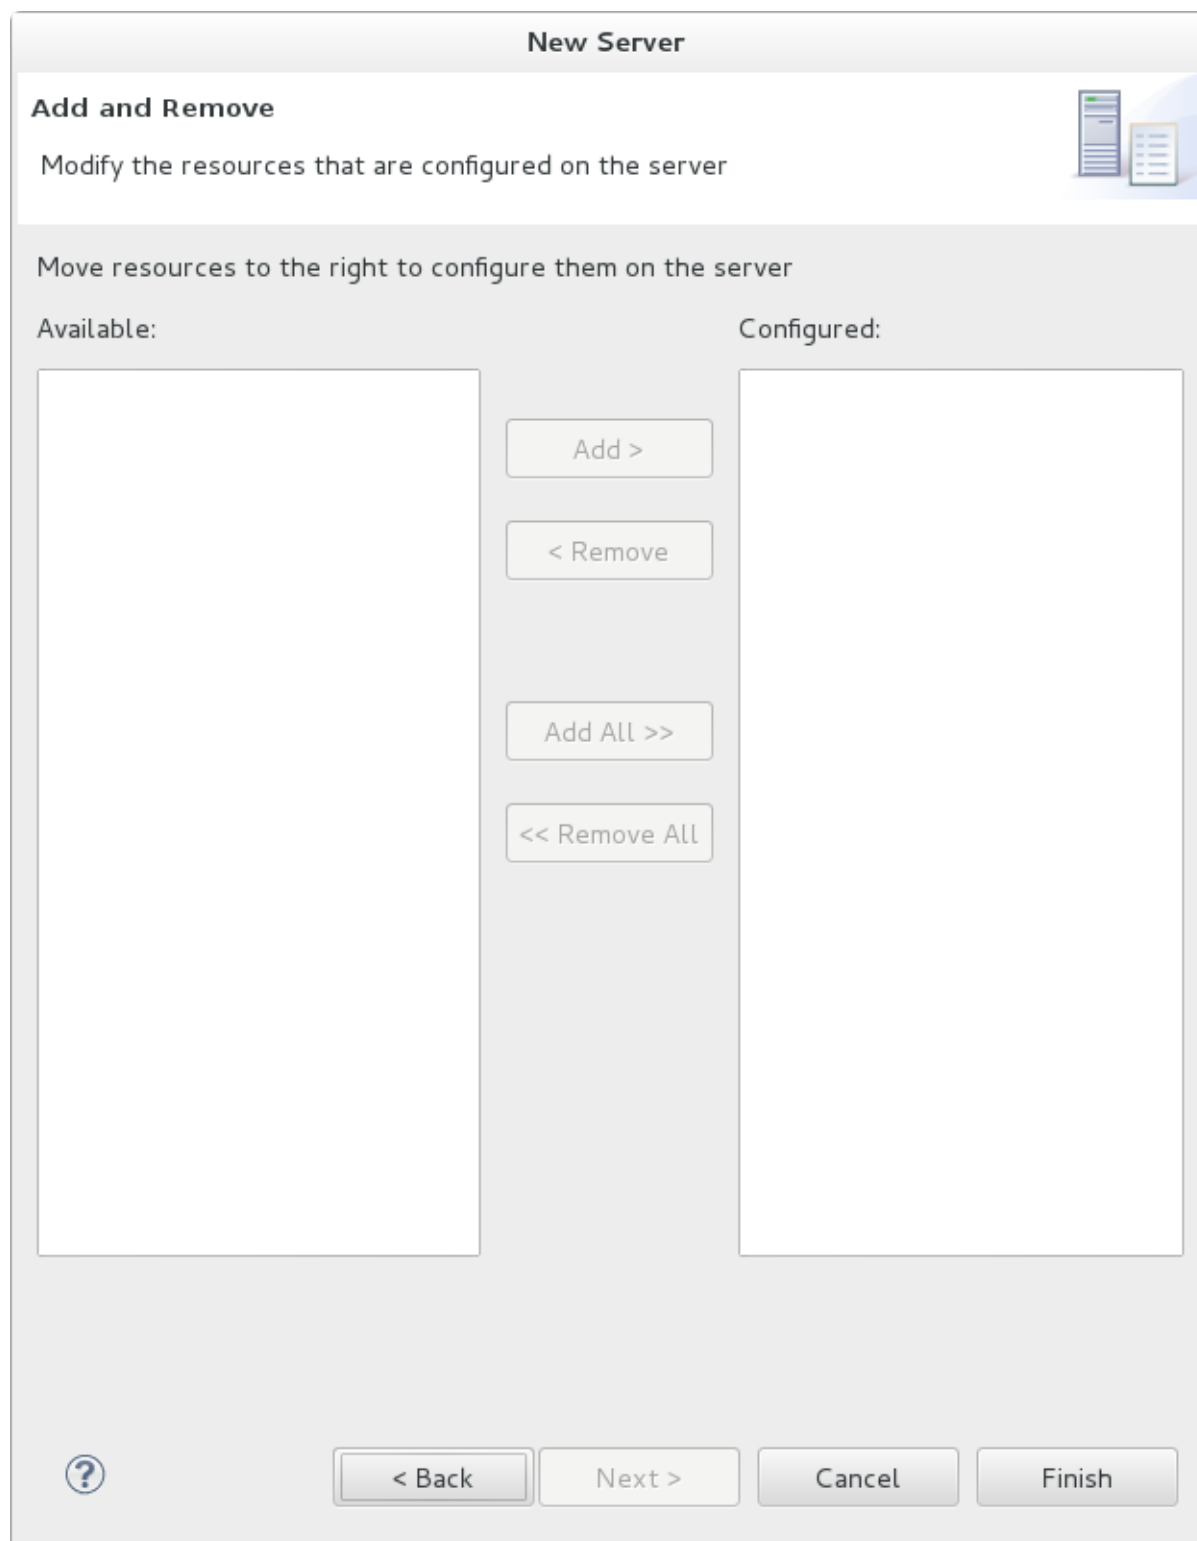 New Server
Add and Remove
Modify the resources that are configured on the server
Move resources to the right to configure them on the server
Available:
Configured:
Add >
< Remove
Add All >>
<< Remove All
?
< Back
Next >
Cancel
Finish